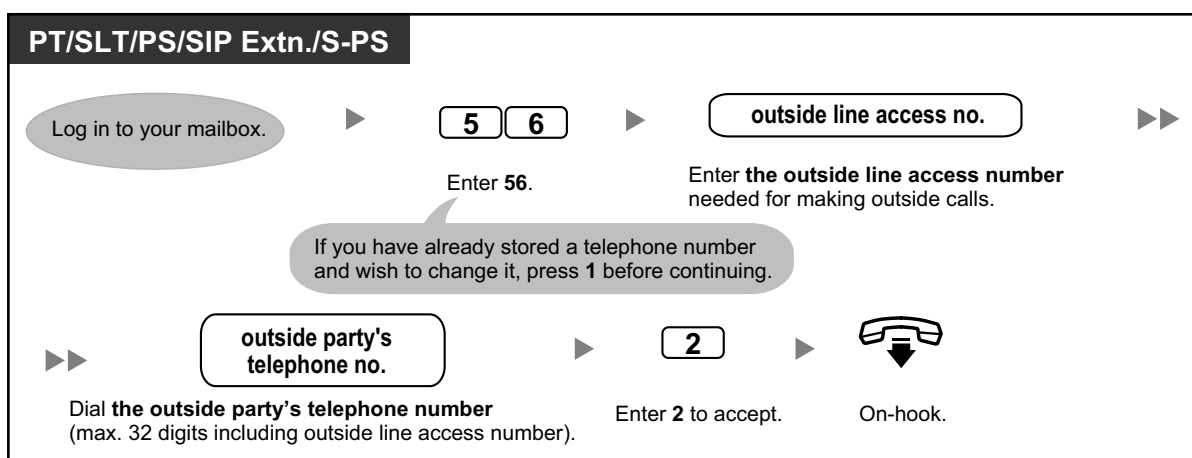 PT/SLT/PS/SIP Extn./S-PS
Log in to your mailbox.
5 6
outside line access no.
Enter 56.
Enter the outside line access number
needed for making outside calls.
If you have already stored a telephone number
and wish to change it, press 1 before continuing.
outside party's
telephone no.
2
Dial the outside party’s telephone number
(max. 32 digits including outside line access number).
Enter 2 to accept.
On-hook.